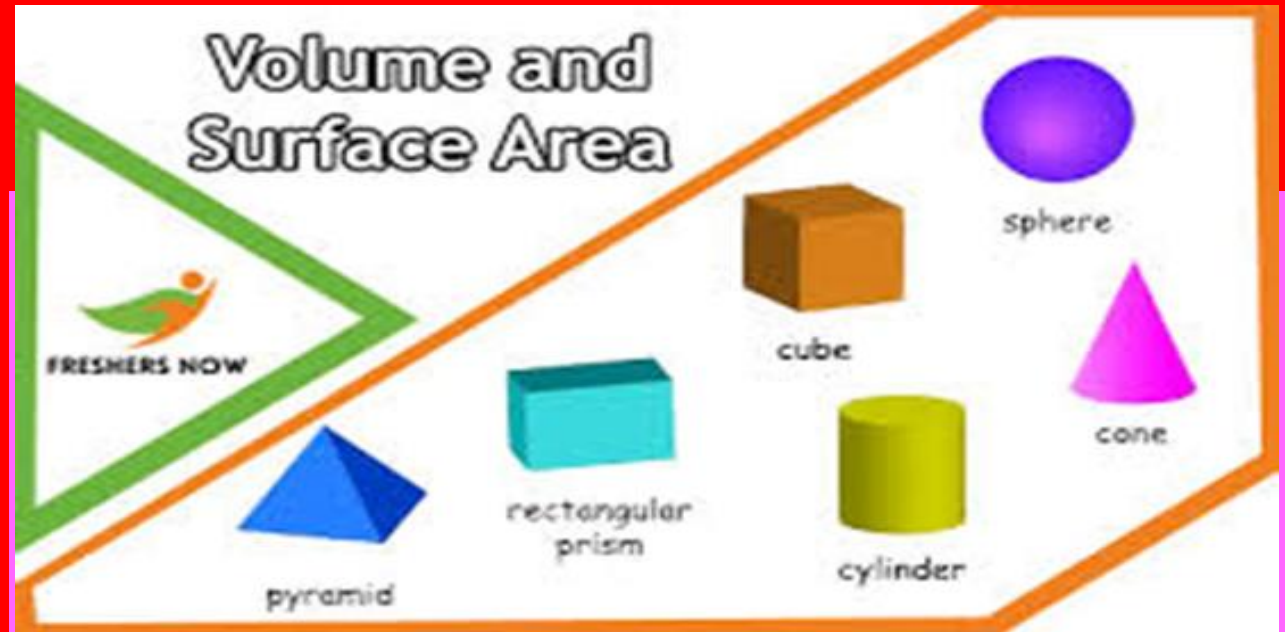 Volume and
Surface Area
FRESHERS NOW
sphere
cube
cone
rectangular
prism
cylinder
pyramid